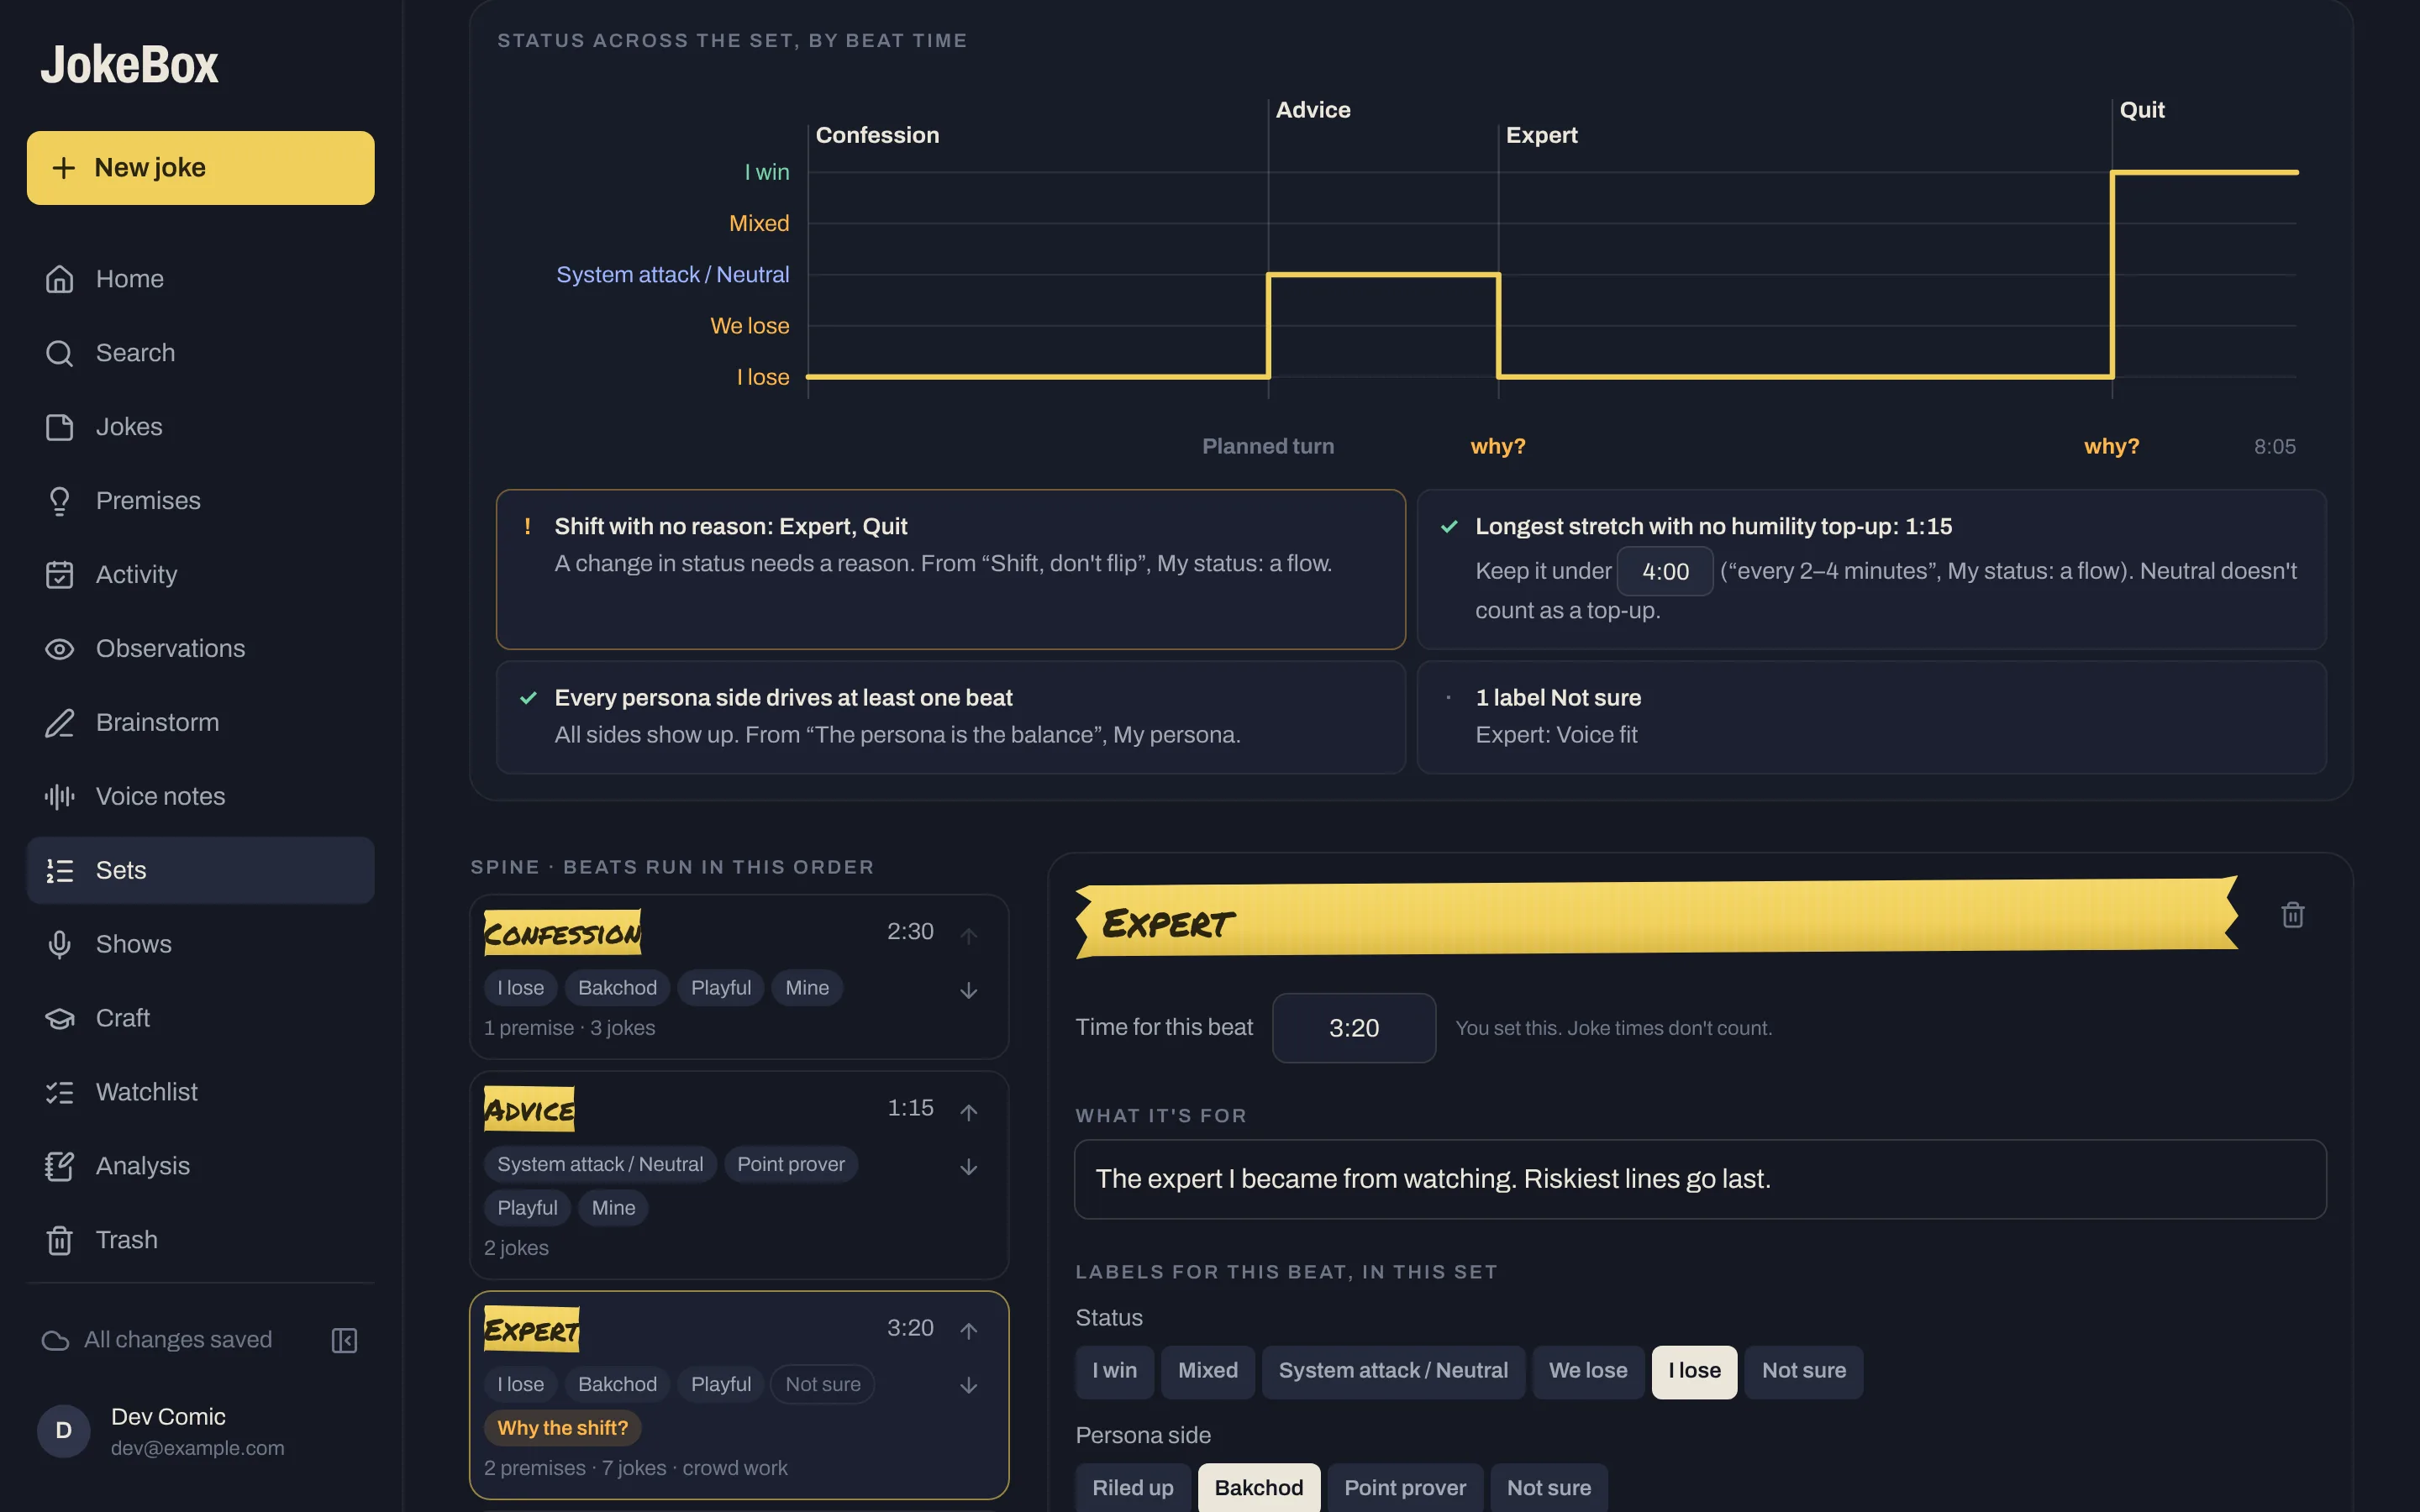 JokeBox
New joke
Home
Search
Jokes
Premises
Activity
Observations
Brainstorm
Voice notes
Sets
Shows
Craft
Watchlist
Analysis
Trash
All changes saved
D
Dev Comic
dev@example.com
STATUS ACROSS THE SET, BY BEAT TIME
Confession
Advice
Expert
Quit
I win
Mixed
System attack / Neutral
We lose
I lose
Planned turn
why?
why?
8:05
! Shift with no reason: Expert, Quit
A change in status needs a reason. From “Shift, don't flip”, My status: a flow.
Longest stretch with no humility top-up: 1:15
Keep it under 4:00 (“every 2–4 minutes”, My status: a flow). Neutral doesn't
count as a top-up.
Every persona side drives at least one beat
All sides show up. From “The persona is the balance”, My persona.
· 1 label Not sure
Expert: Voice fit
SPINE · BEATS RUN IN THIS ORDER
Confession 2:30
I lose Bakchod Playful Mine
1 premise · 3 jokes
Advice 1:15
System attack / Neutral Point prover
Playful Mine
2 jokes
Expert 3:20
I lose Bakchod Playful Not sure
Why the shift?
2 premises · 7 jokes · crowd work
Expert
Time for this beat 3:20 You set this. Joke times don't count.
WHAT IT'S FOR
The expert I became from watching. Riskiest lines go last.
LABELS FOR THIS BEAT, IN THIS SET
Status
I win Mixed System attack / Neutral We lose I lose Not sure
Persona side
Riled up Bakchod Point prover Not sure